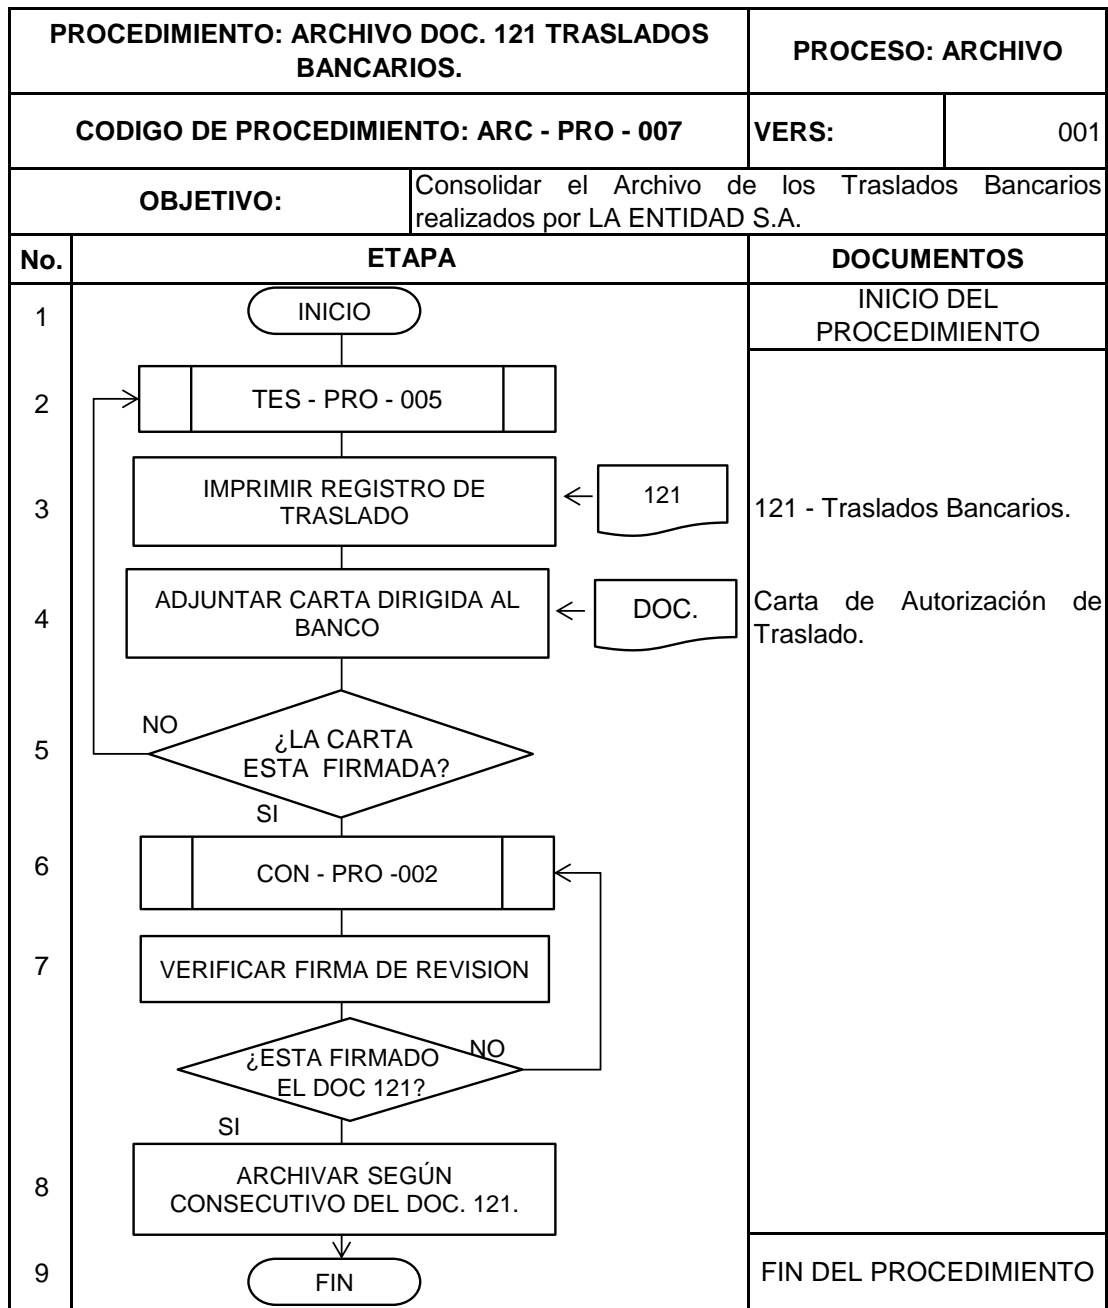 PROCEDIMIENTO: ARCHIVO DOC. 121 TRASLADOS
BANCARIOS.
PROCESO: ARCHIVO
CODIGO DE PROCEDIMIENTO: ARC - PRO - 007
VERS:
001
OBJETIVO:
Consolidar el Archivo de los Traslados Bancarios
realizados por LA ENTIDAD S.A.
No.
ETAPA
DOCUMENTOS
1
INICIO
INICIO DEL
PROCEDIMIENTO
2
TES - PRO - 005
3
IMPRIMIR REGISTRO DE
TRASLADO
121
121 - Traslados Bancarios.
4
ADJUNTAR CARTA DIRIGIDA AL
BANCO
DOC.
Carta de Autorización de
Traslado.
NO
5
¿LA CARTA
ESTA FIRMADA?
SI
6
CON - PRO -002
7
VERIFICAR FIRMA DE REVISION
NO
¿ESTA FIRMADO
EL DOC 121?
SI
8
ARCHIVAR SEGÚN
CONSECUTIVO DEL DOC. 121.
9
FIN
FIN DEL PROCEDIMIENTO